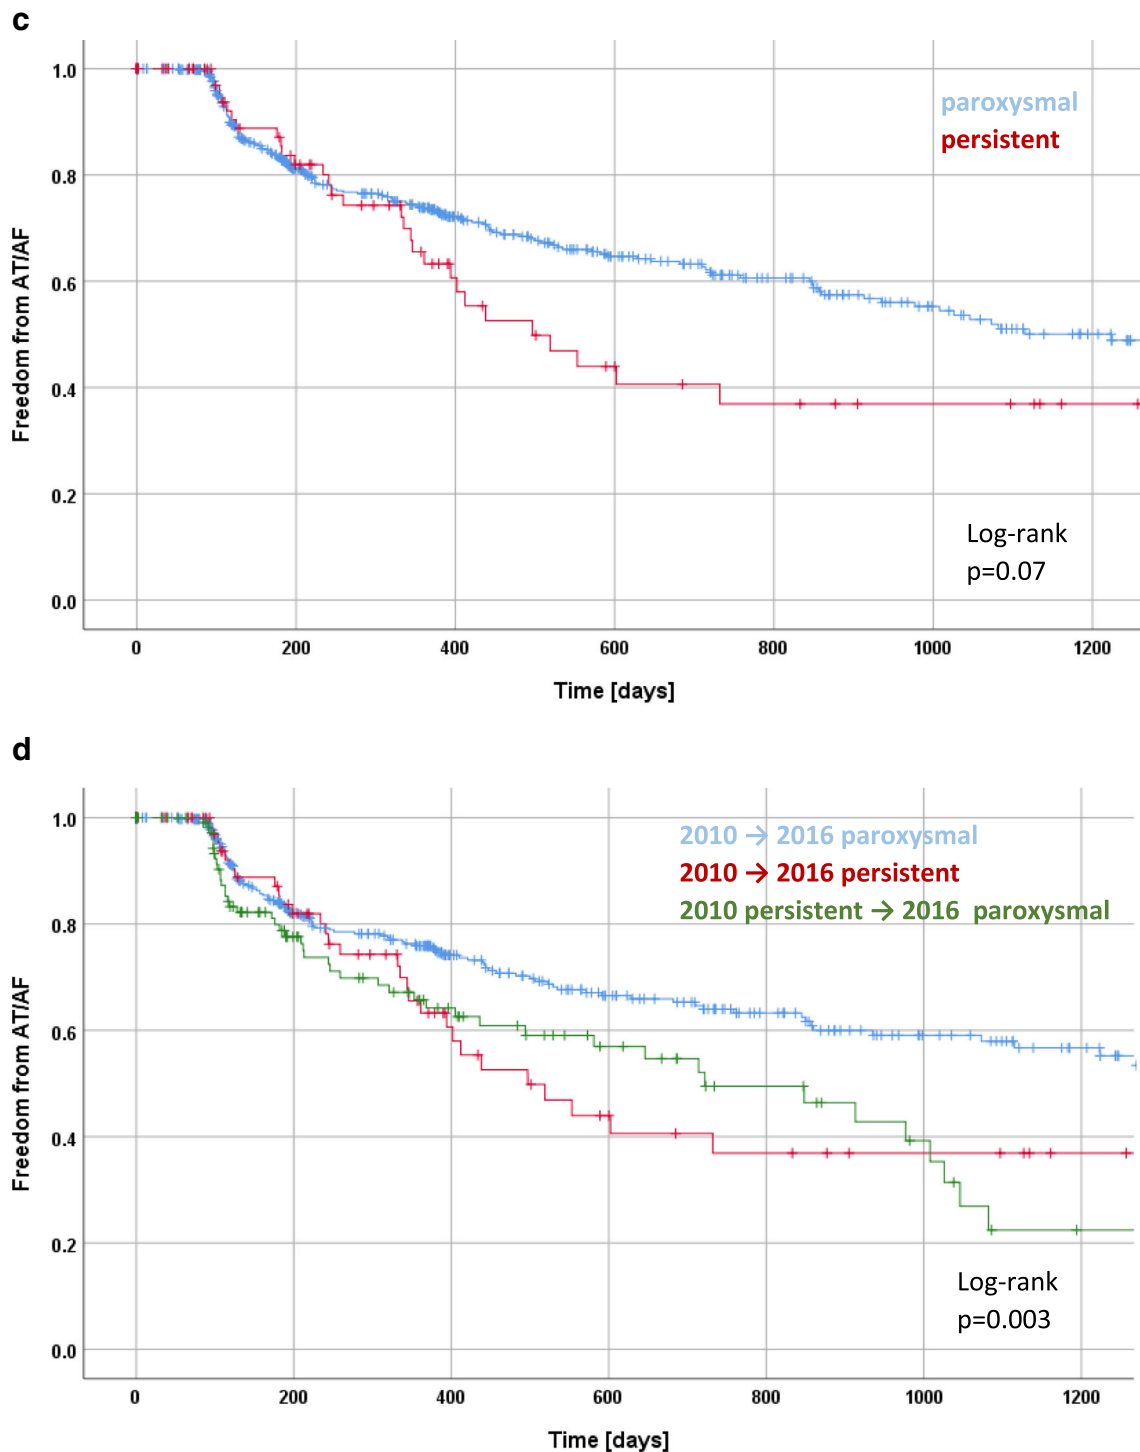 c
1.0
0.8
0.6
0.4
0.2
0.0
Freedom from AT/AF
paroxysmal
persistent
Log-rank
p=0.07
0 200 400 600 800 1000 1200
Time [days]
d
1.0
0.8
0.6
0.4
0.2
0.0
Freedom from AT/AF
2010 → 2016 paroxysmal
2010 → 2016 persistent
2010 persistent → 2016 paroxysmal
Log-rank
p=0.003
0 200 400 600 800 1000 1200
Time [days]